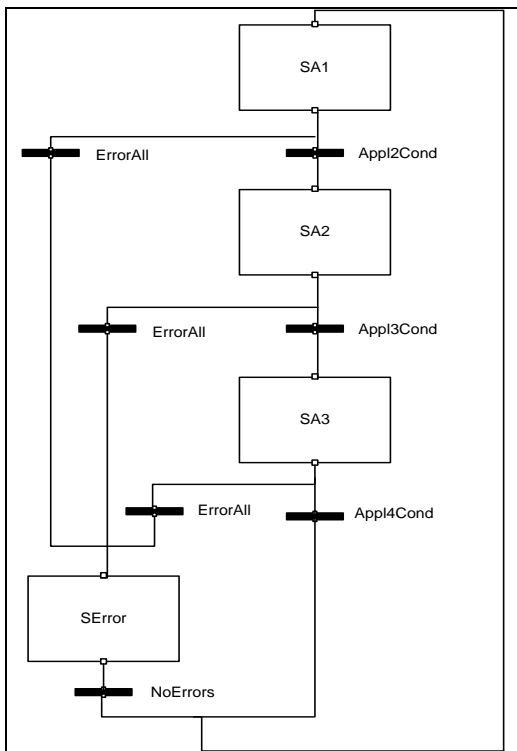 SA1
ErrorAll
Appl2Cond
SA2
ErrorAll
Appl3Cond
SA3
ErrorAll
Appl4Cond
SError
NoErrors